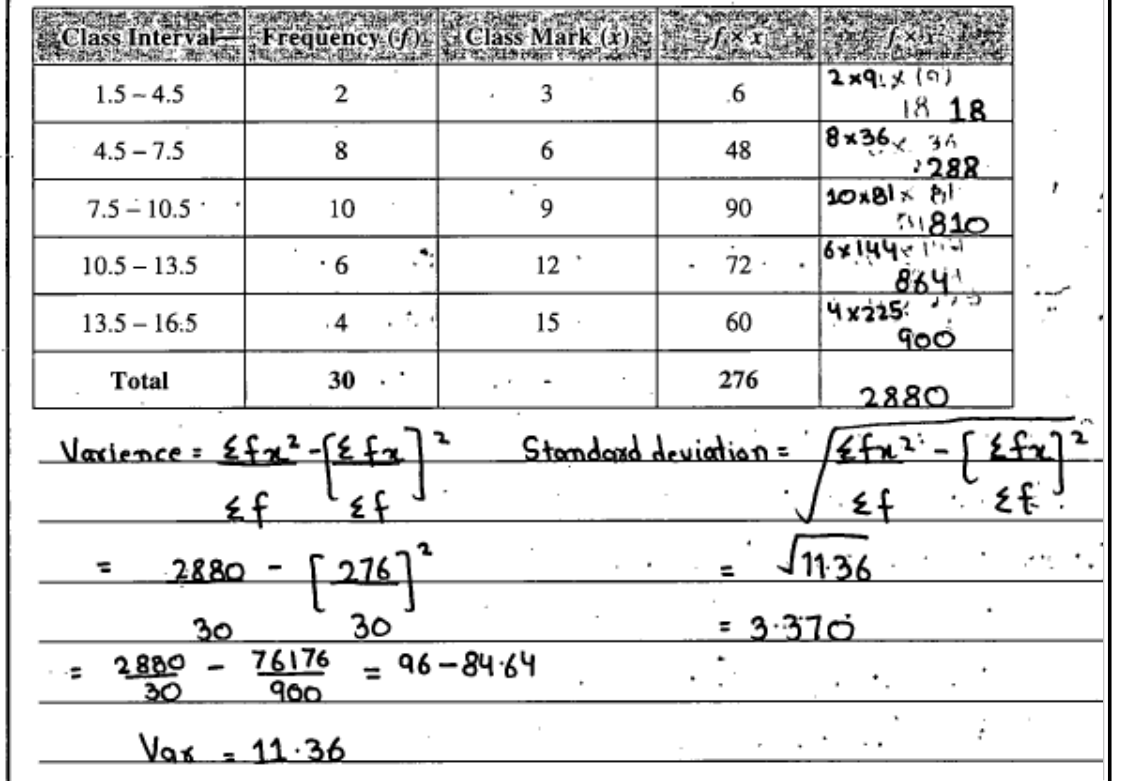 Class Interval Frequency (f) Class Mark (x) f × x f × x²
1.5 – 4.5 2 3 6 2×9
18 18
4.5 – 7.5 8 6 48 8×36
288
7.5 – 10.5 10 9 90 10×81
810
10.5 – 13.5 6 12 72 6×144
864
13.5 – 16.5 4 15 60 4×225
900
Total 30 - 276 2880
Varience = Σfx² - [Σfx]² Standard deviation = √Σfx² - [Σfx]²
Σf Σf Σf Σf
= 2880 - [276]² = √11.36
30 30 = 3.370
= 2880 - 76176 = 96 - 84.64
30 900
Var = 11.36